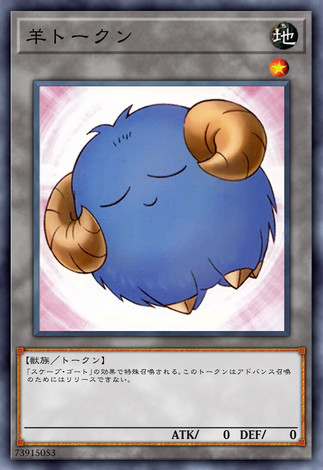 羊トークン
地
【獣族／トークン】
「スケープ・ゴート」の効果で特殊召喚される。このトークンはアドバンス召喚
のためにはリリースできない。
ATK/ 0 DEF/ 0
73915053